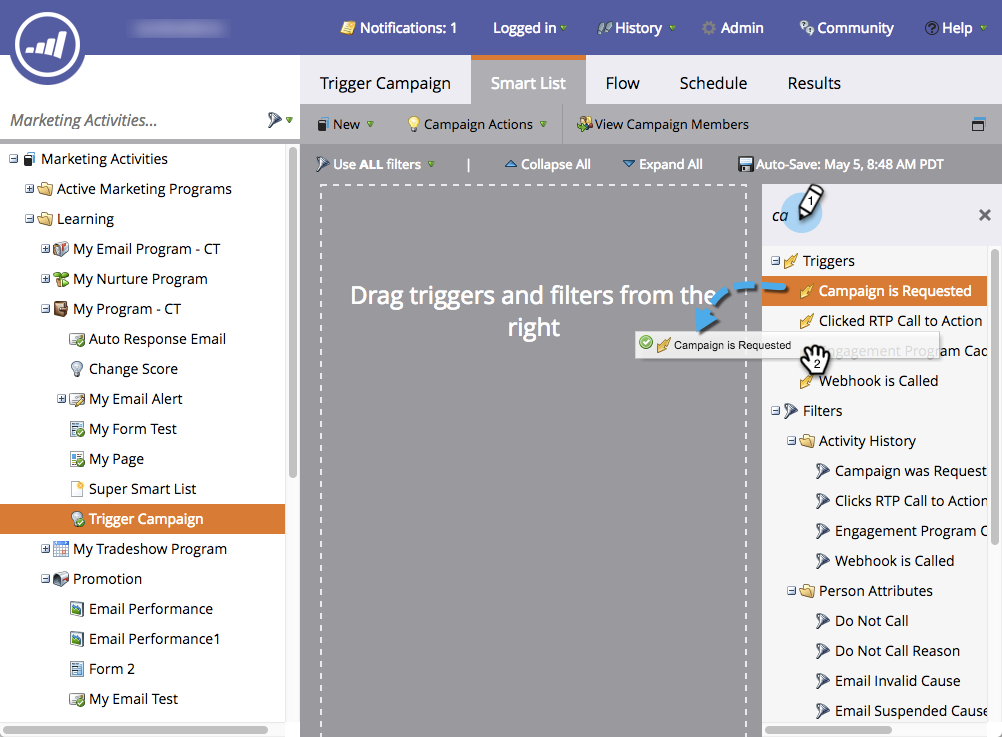 Notifications: 1
Logged in
History
Admin
Community
Help
Marketing Activities...
Trigger Campaign
Smart List
Flow
Schedule
Results
New
Campaign Actions
View Campaign Members
Use ALL filters
|
Collapse All
Expand All
Auto-Save: May 5, 8:48 AM PDT
Marketing Activities
Active Marketing Programs
Learning
My Email Program - CT
My Nurture Program
My Program - CT
Auto Response Email
Change Score
My Email Alert
My Form Test
My Page
Super Smart List
Trigger Campaign
My Tradeshow Program
Promotion
Email Performance
Email Performance1
Form 2
My Email Test
Drag triggers and filters from the
right
Campaign is Requested
ca
1
Triggers
Campaign is Requested
Clicked RTP Call to Action
Engagement Program Cad
2
Webhook is Called
Filters
Activity History
Campaign was Request
Clicks RTP Call to Action
Engagement Program C
Webhook is Called
Person Attributes
Do Not Call
Do Not Call Reason
Email Invalid Cause
Email Suspended Cause